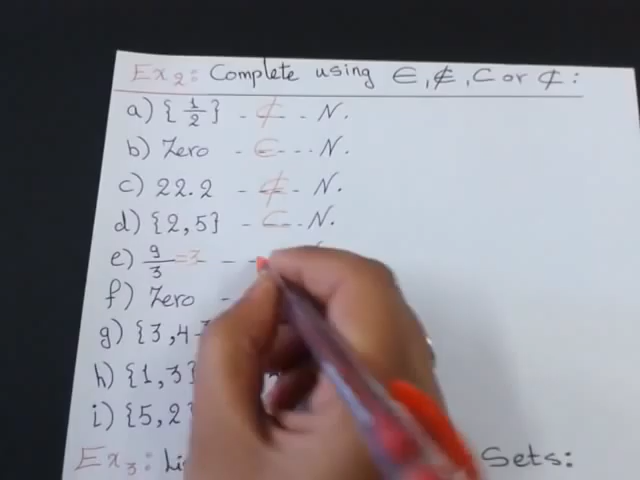 Ex2: Complete using ∈, ∉, ⊂ or ⊄:
a) {1/2} - ⊄ - N.
b) Zero - ∈ --- N.
c) 22.2 - ∉ - N.
d) {2,5} - ⊂ -- N.
e) 9/3 = 3 - -
f) Zero -
g) {3,4
h) {1,3}
i) {5,2}
Ex3: Sets: